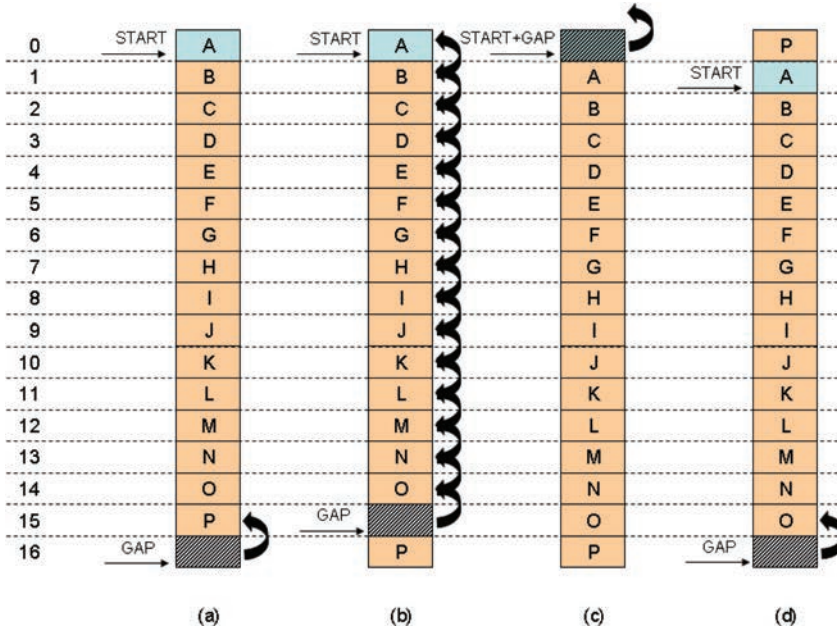 0 START A START A START+GAP P
1 B B A START A
2 C C B B
3 D D C C
4 E E D D
5 F F E E
6 G G F F
7 H H G G
8 I I H H
9 J J I I
10 K K J J
11 L L K K
12 M M L L
13 N N M M
14 O O N N
15 P GAP O O
16 GAP P P GAP
(a) (b) (c) (d)